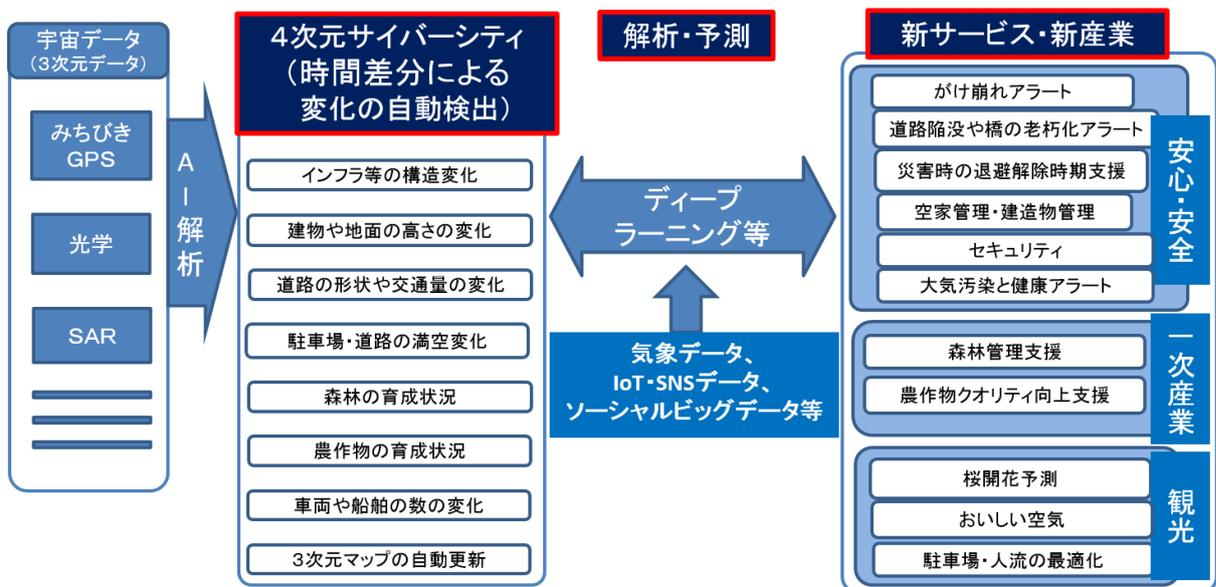 宇宙データ
(3次元データ)
みちびき
GPS
光学
SAR
AI解析
4次元サイバーシティ
(時間差分による
変化の自動検出)
インフラ等の構造変化
建物や地面の高さの変化
道路の形状や交通量の変化
駐車場・道路の満空変化
森林の育成状況
農作物の育成状況
車両や船舶の数の変化
3次元マップの自動更新
解析・予測
ディープ
ラーニング等
気象データ、
IoT・SNSデータ、
ソーシャルビッグデータ等
新サービス・新産業
がけ崩れアラート
道路陥没や橋の老朽化アラート
災害時の退避解除時期支援
空家管理・建造物管理
セキュリティ
大気汚染と健康アラート
安心・安全
森林管理支援
農作物クオリティ向上支援
一次産業
桜開花予測
おいしい空気
駐車場・人流の最適化
観光